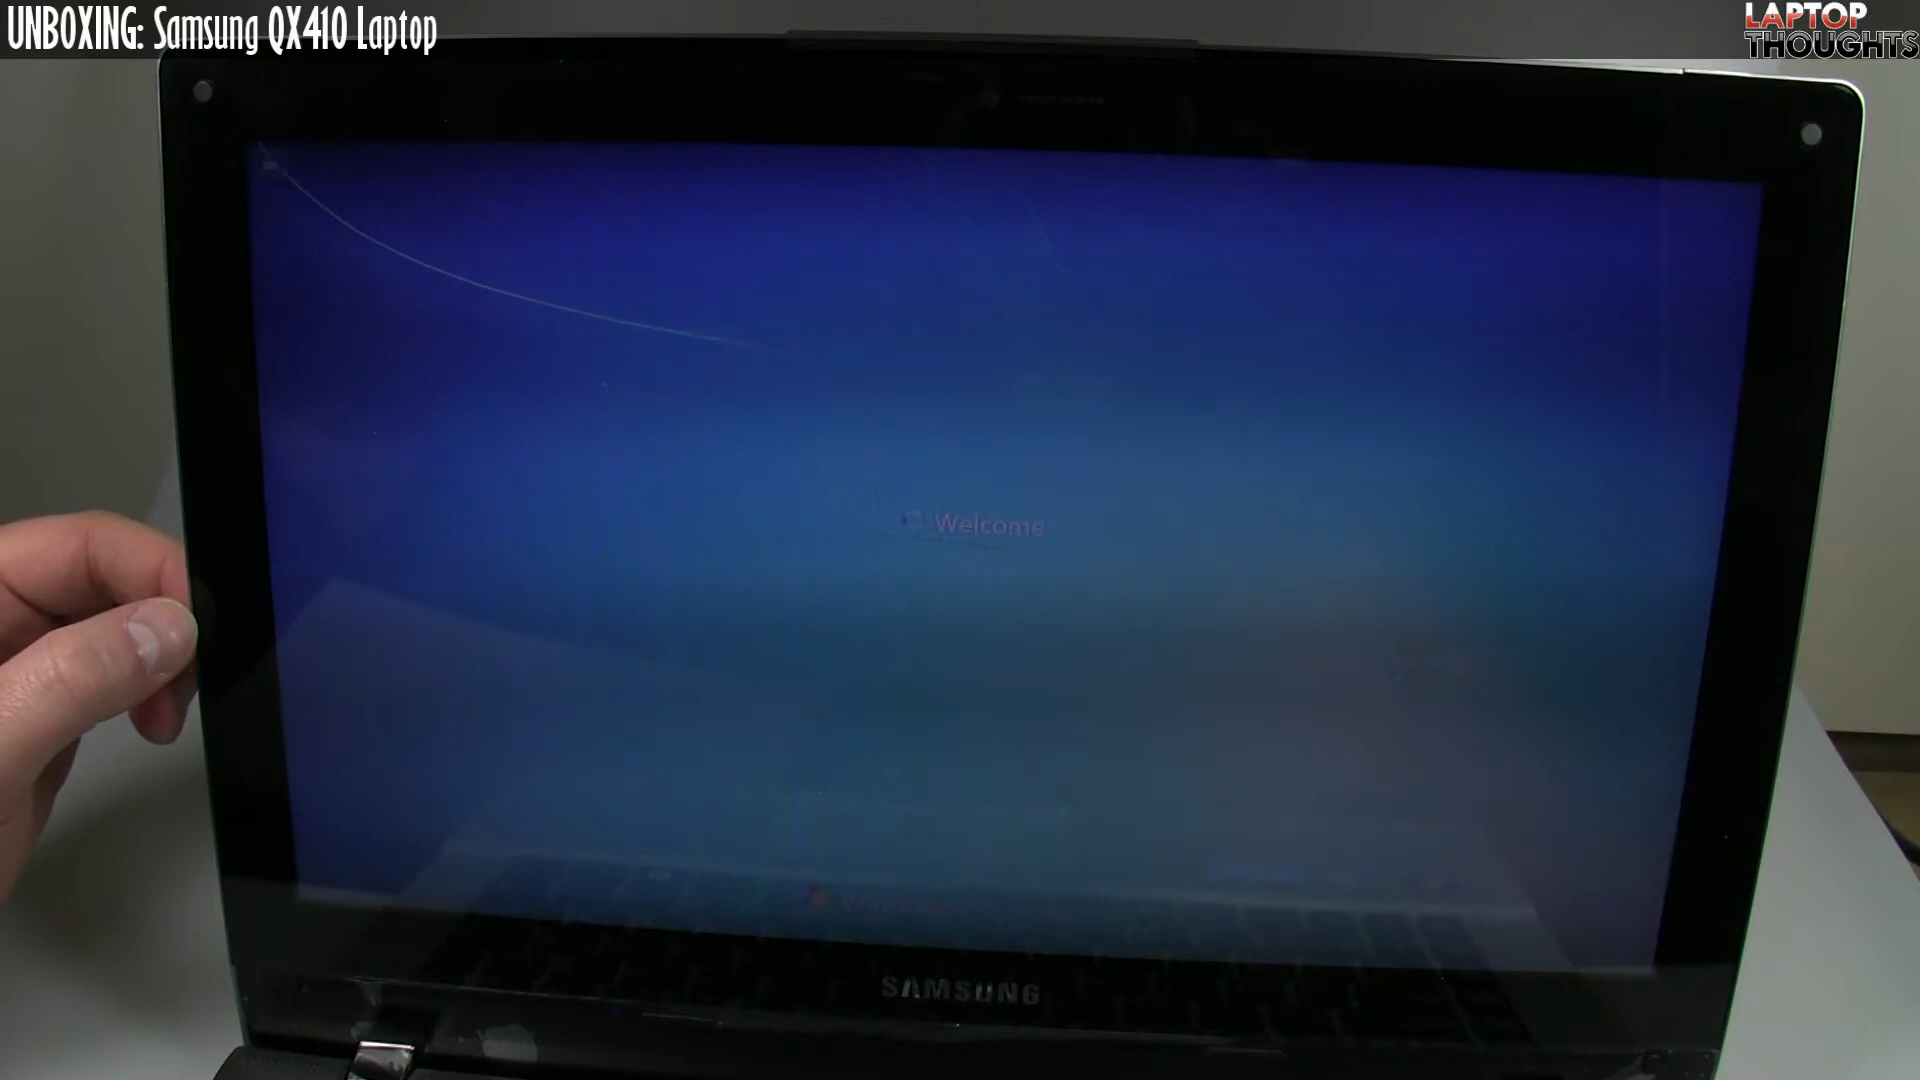 UNBOXING: Samsung QX410 Laptop
LAPTOP
THOUGHTS
Welcome
SAMSUNG